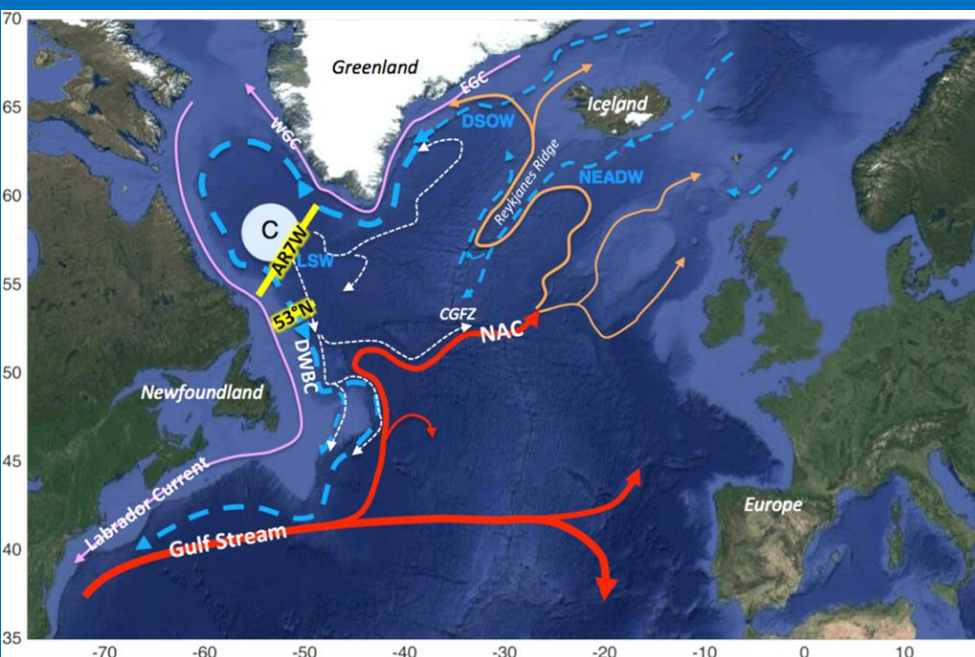 70
65
60
55
50
45
40
35
Greenland
EGC
Iceland
WGC
DSOW
Reykjanes Ridge
NEADW
C
AR7W
LSW
53°N
CGFZ
NAC
DWBC
Newfoundland
Labrador Current
Gulf Stream
Europe
-70
-60
-50
-40
-30
-20
-10
0
10